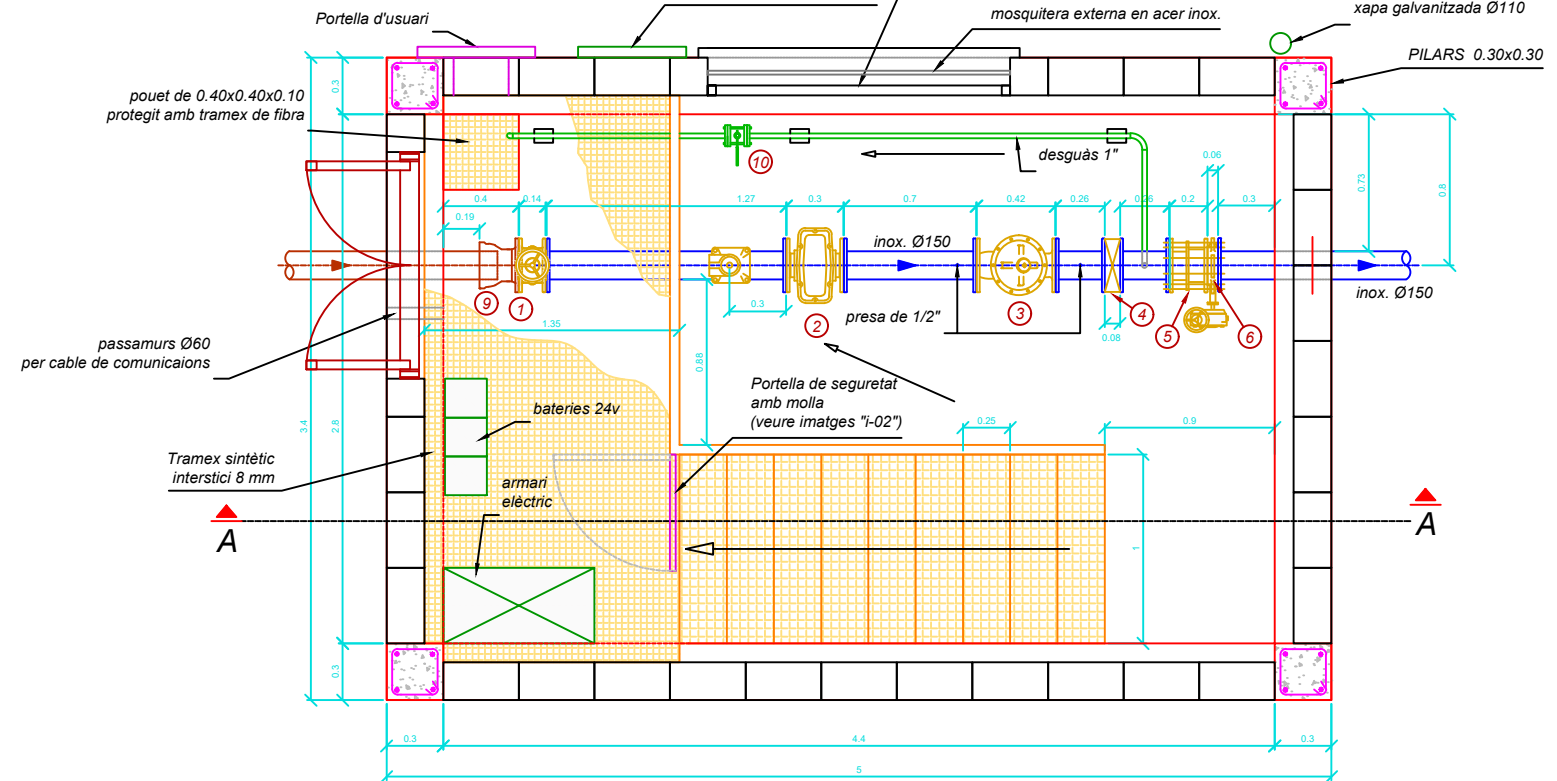 Portella d'usuari
mosquitera externa en acer inox.
xapa galvanitzada Ø110
PILARS 0.30x0.30
pouet de 0.40x0.40x0.10
protegit amb tramex de fibra
0.3
10
desguàs 1"
0.06
0.73
0.8
0.4
0.14
1.27
0.3
0.7
0.42
0.26
0.26
0.2
0.3
0.19
inox. Ø150
inox. Ø150
9
1
0.3
2
presa de 1/2"
3
4
5
6
0.08
1.35
0.88
passamurs Ø60
per cable de comunicaions
Portella de seguretat
amb molla
(veure imatges "i-02")
bateries 24v
0.25
0.9
3.4
2.8
Tramex sintètic
interstici 8 mm
armari
elèctric
A
A
1
0.3
0.3
4.4
0.3
5